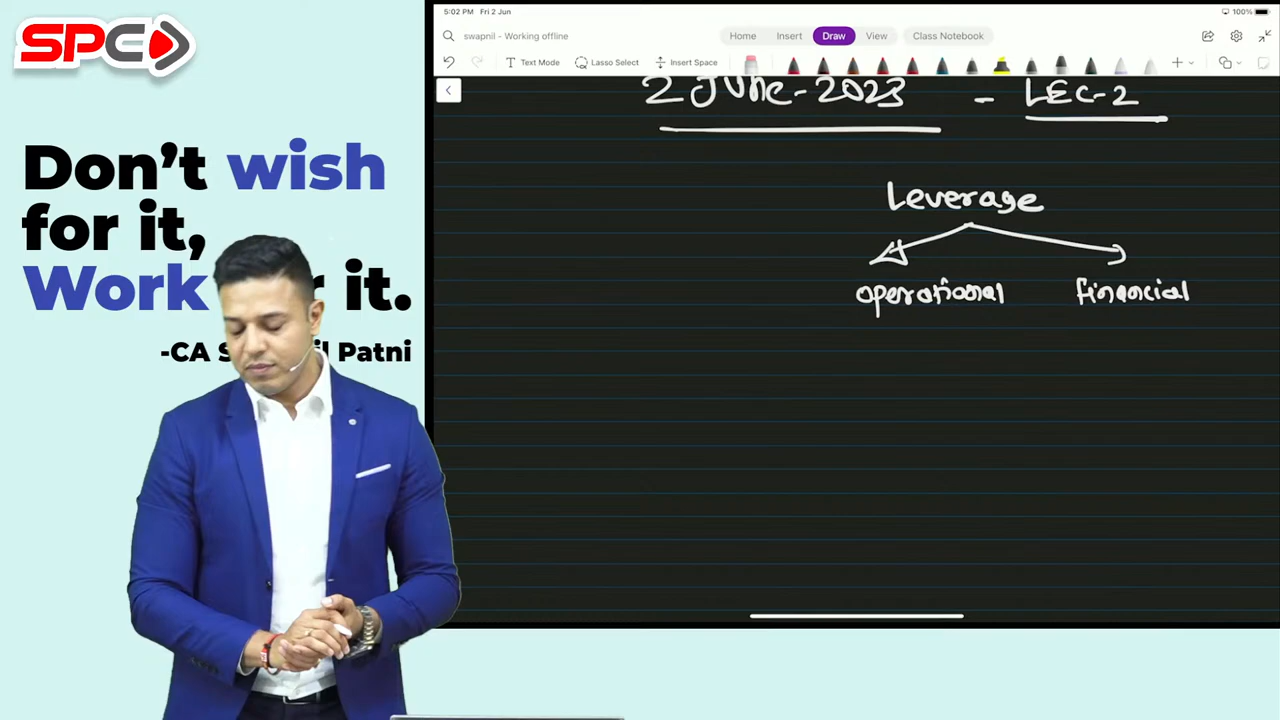 SPC
Don't wish
for it,
Work r it.
-CA S il Patni
5:02 PM Fri 2 Jun
100%
swapnil - Working offline
Home Insert Draw View Class Notebook
Text Mode Lasso Select Insert Space
2 JUNE-2023 - LEC-2
Leverage
operational financial